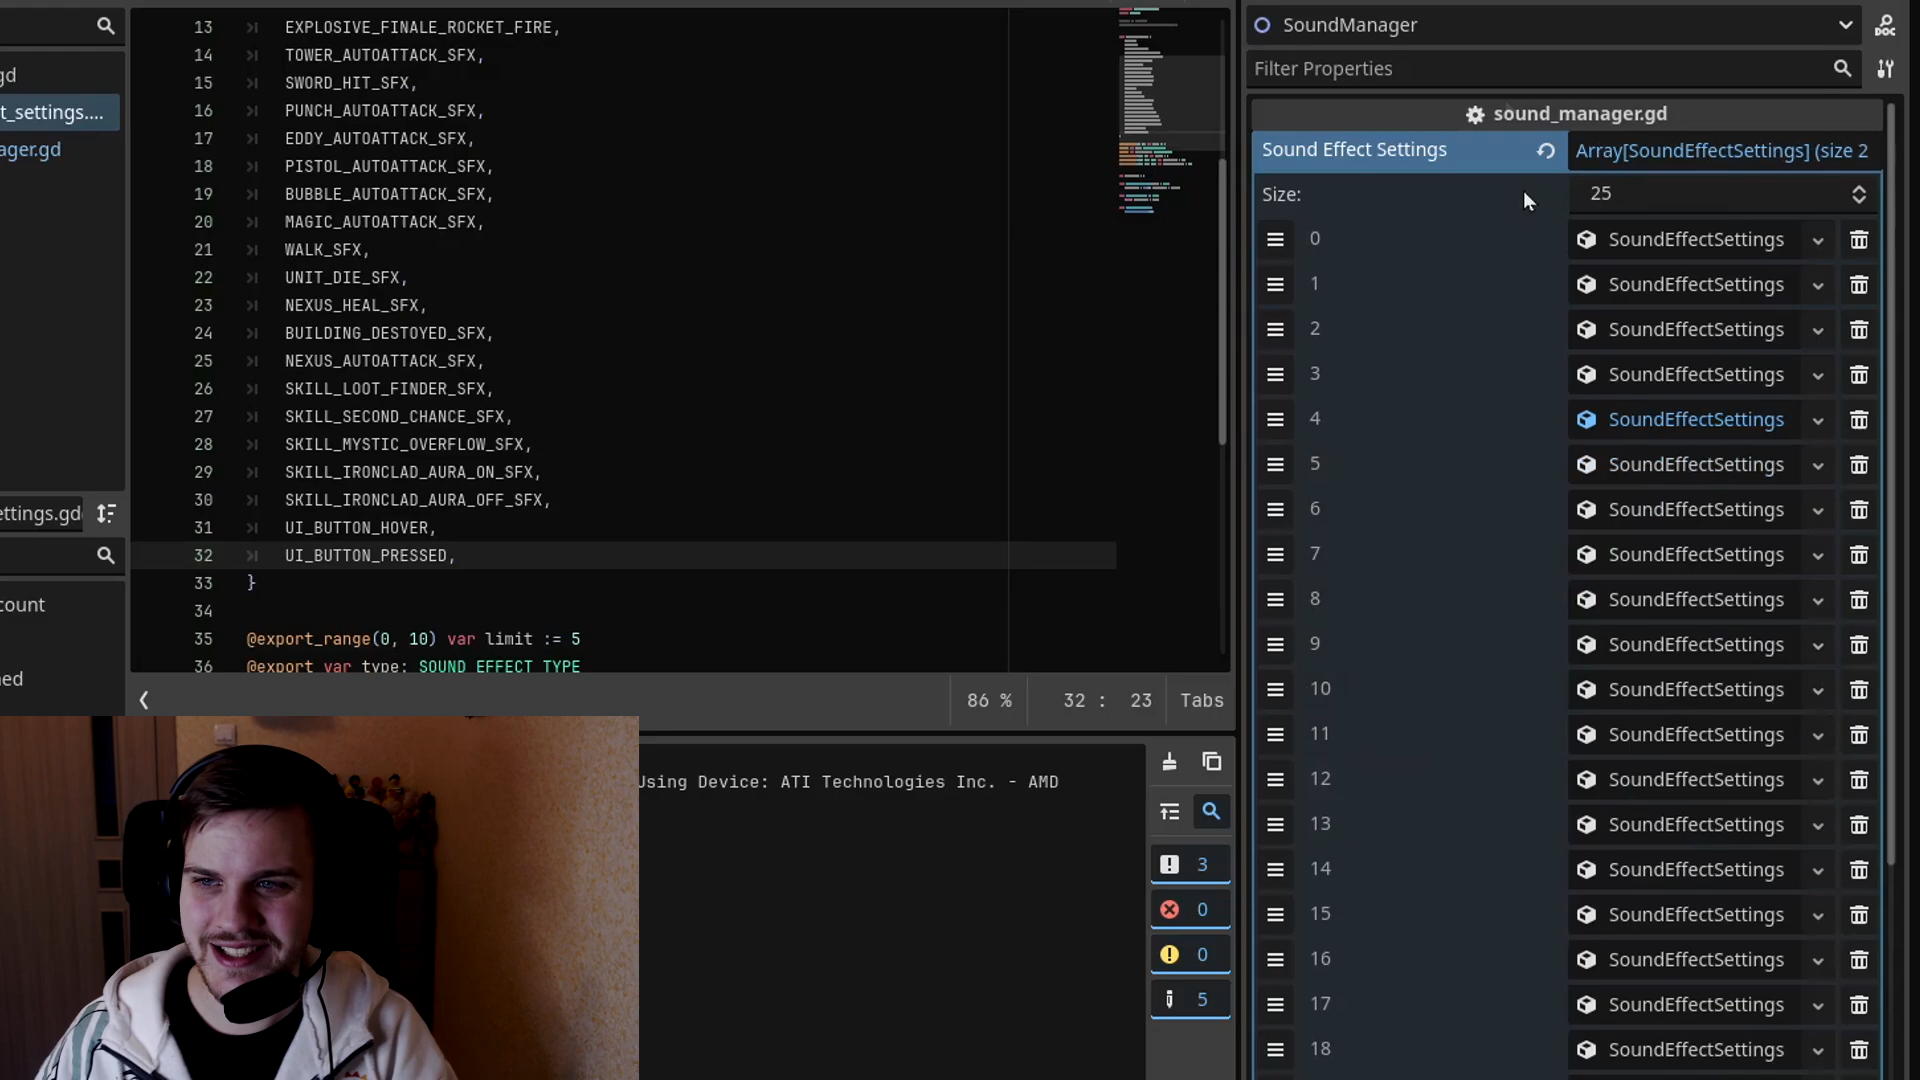 gd
t_settings....
ager.gd
ettings.gd
count
ned
13 EXPLOSIVE_FINALE_ROCKET_FIRE,
14 TOWER_AUTOATTACK_SFX,
15 SWORD_HIT_SFX,
16 PUNCH_AUTOATTACK_SFX,
17 EDDY_AUTOATTACK_SFX,
18 PISTOL_AUTOATTACK_SFX,
19 BUBBLE_AUTOATTACK_SFX,
20 MAGIC_AUTOATTACK_SFX,
21 WALK_SFX,
22 UNIT_DIE_SFX,
23 NEXUS_HEAL_SFX,
24 BUILDING_DESTOYED_SFX,
25 NEXUS_AUTOATTACK_SFX,
26 SKILL_LOOT_FINDER_SFX,
27 SKILL_SECOND_CHANCE_SFX,
28 SKILL_MYSTIC_OVERFLOW_SFX,
29 SKILL_IRONCLAD_AURA_ON_SFX,
30 SKILL_IRONCLAD_AURA_OFF_SFX,
31 UI_BUTTON_HOVER,
32 UI_BUTTON_PRESSED,
33 }
34
35 @export_range(0, 10) var limit := 5
36 @export var type: SOUND_EFFECT_TYPE
86 % 32 : 23 Tabs
Using Device: ATI Technologies Inc. - AMD
3
0
0
5
SoundManager
DOC
Filter Properties
sound_manager.gd
Sound Effect Settings Array[SoundEffectSettings] (size 2
Size: 25
0 SoundEffectSettings
1 SoundEffectSettings
2 SoundEffectSettings
3 SoundEffectSettings
4 SoundEffectSettings
5 SoundEffectSettings
6 SoundEffectSettings
7 SoundEffectSettings
8 SoundEffectSettings
9 SoundEffectSettings
10 SoundEffectSettings
11 SoundEffectSettings
12 SoundEffectSettings
13 SoundEffectSettings
14 SoundEffectSettings
15 SoundEffectSettings
16 SoundEffectSettings
17 SoundEffectSettings
18 SoundEffectSettings